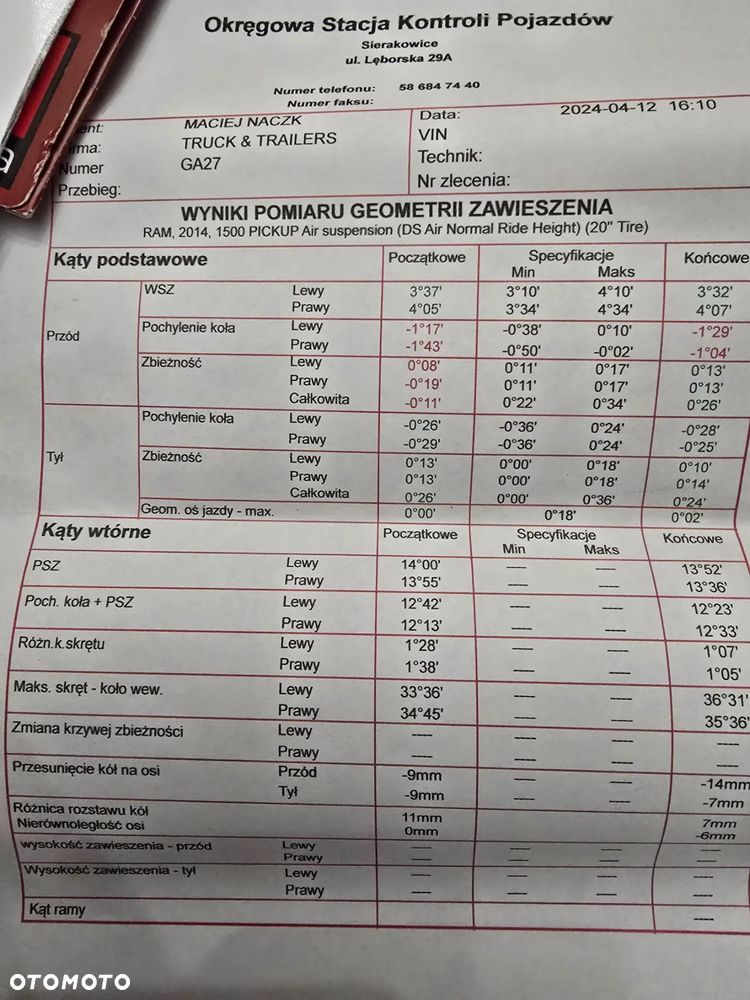 Okręgowa Stacja Kontroli Pojazdów
Sierakowice
ul. Lęborska 29A
Numer telefonu: 58 684 74 40
Numer faksu:
MACIEJ NACZK
TRUCK & TRAILERS
Numer GA27
Przebieg:
Data: 2024-04-12 16:10
VIN
Technik:
Nr zlecenia:
WYNIKI POMIARU GEOMETRII ZAWIESZENIA
RAM, 2014, 1500 PICKUP Air suspension (DS Air Normal Ride Height) (20" Tire)
Kąty podstawowe Początkowe Specyfikacje Końcowe
Min Maks
Przód
WSZ Lewy 3°37' 3°10' 4°10' 3°32'
Prawy 4°05' 3°34' 4°34' 4°07'
Pochylenie koła Lewy -1°17' -0°38' 0°10' -1°29'
Prawy -1°43' -0°50' -0°02' -1°04'
Zbieżność Lewy 0°08' 0°11' 0°17' 0°13'
Prawy -0°19' 0°11' 0°17' 0°13'
Całkowita -0°11' 0°22' 0°34' 0°26'
Tył
Pochylenie koła Lewy -0°26' -0°36' 0°24' -0°28'
Prawy -0°29' -0°36' 0°24' -0°25'
Zbieżność Lewy 0°13' 0°00' 0°18' 0°10'
Prawy 0°13' 0°00' 0°18' 0°14'
Całkowita 0°26' 0°00' 0°36' 0°24'
Geom. oś jazdy - max. 0°00' 0°18' 0°02'
Kąty wtórne Początkowe Specyfikacje Końcowe
Min Maks
PSZ Lewy 14°00' ---- ---- 13°52'
Prawy 13°55' ---- ---- 13°36'
Poch. koła + PSZ Lewy 12°42' ---- ---- 12°23'
Prawy 12°13' ---- ---- 12°33'
Różn.k.skrętu Lewy 1°28' ---- ---- 1°07'
Prawy 1°38' ---- ---- 1°05'
Maks. skręt - koło wew. Lewy 33°36' ---- ---- 36°31'
Prawy 34°45' ---- ---- 35°36'
Zmiana krzywej zbieżności Lewy ---- ---- ---- ----
Prawy ---- ---- ---- ----
Przesunięcie kół na osi Przód -9mm ---- ---- -14mm
Tył -9mm ---- ---- -7mm
Różnica rozstawu kół 11mm ---- ---- 7mm
Nierównoległość osi 0mm ---- ---- -6mm
wysokość zawieszenia - przód Lewy ---- ---- ---- ----
Prawy ---- ---- ---- ----
Wysokość zawieszenia - tył Lewy ---- ---- ---- ----
Prawy ---- ---- ---- ----
Kąt ramy ----
OTOMOTO